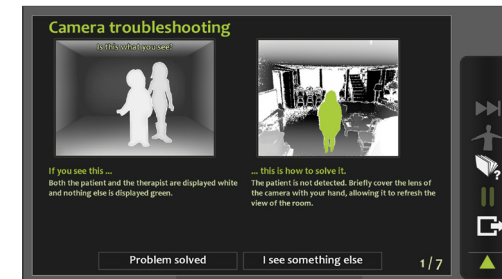 Camera troubleshooting
Is this what you see?
If you see this ...
Both the patient and the therapist are displayed white
and nothing else is displayed green.
... this is how to solve it.
The patient is not detected. Briefly cover the lens of
the camera with your hand, allowing it to refresh the
view of the room.
Problem solved
I see something else
1/7
?